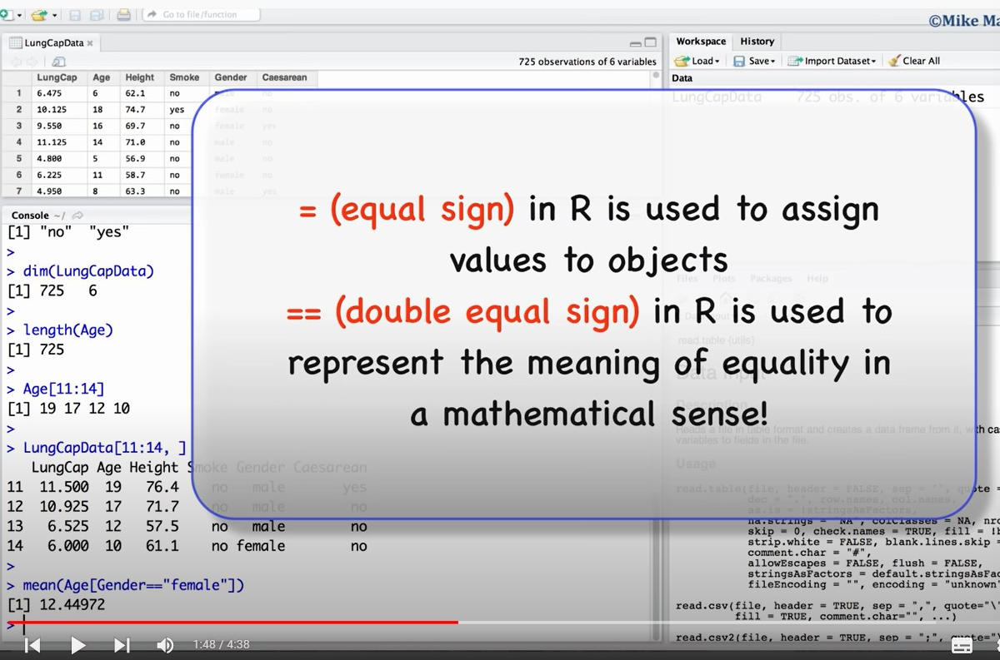 Go to file/function
©Mike Ma
LungCapData
725 observations of 6 variables
LungCap Age Height Smoke Gender Caesarean
1 6.475 6 62.1 no male no
2 10.125 18 74.7 yes female no
3 9.550 16 69.7 no female yes
4 11.125 14 71.0 no male no
5 4.800 5 56.9 no male no
6 6.225 11 58.7 no female no
7 4.950 8 63.3 no male yes
Workspace History
Load Save Import Dataset Clear All
Data
LungCapData 725 obs. of 6 variables
= (equal sign) in R is used to assign
values to objects
== (double equal sign) in R is used to
represent the meaning of equality in
a mathematical sense!
Console ~/
[1] "no" "yes"
>
> dim(LungCapData)
[1] 725 6
>
> length(Age)
[1] 725
>
> Age[11:14]
[1] 19 17 12 10
>
> LungCapData[11:14, ]
LungCap Age Height Smoke Gender Caesarean
11 11.500 19 76.4 no male yes
12 10.925 17 71.7 no male no
13 6.525 12 57.5 no male no
14 6.000 10 61.1 no female no
>
> mean(Age[Gender=="female"])
[1] 12.44972
>
Files Plots Packages Help
read.table {utils}
Data Input
Description
Reads a file in table format and creates a data frame from it, with cas
variables to fields in the file.
Usage
read.table(file, header = FALSE, sep = "", quote =
dec = ".", row.names, col.names,
as.is = !stringsAsFactors,
na.strings = "NA", colClasses = NA, nro
skip = 0, check.names = TRUE, fill = !b
strip.white = FALSE, blank.lines.skip =
comment.char = "#",
allowEscapes = FALSE, flush = FALSE,
stringsAsFactors = default.stringsAsFac
fileEncoding = "", encoding = "unknown"
read.csv(file, header = TRUE, sep = ",", quote="\"
fill = TRUE, comment.char="", ...)
read.csv2(file, header = TRUE, sep = ";", quote="\
1:48 / 4:38